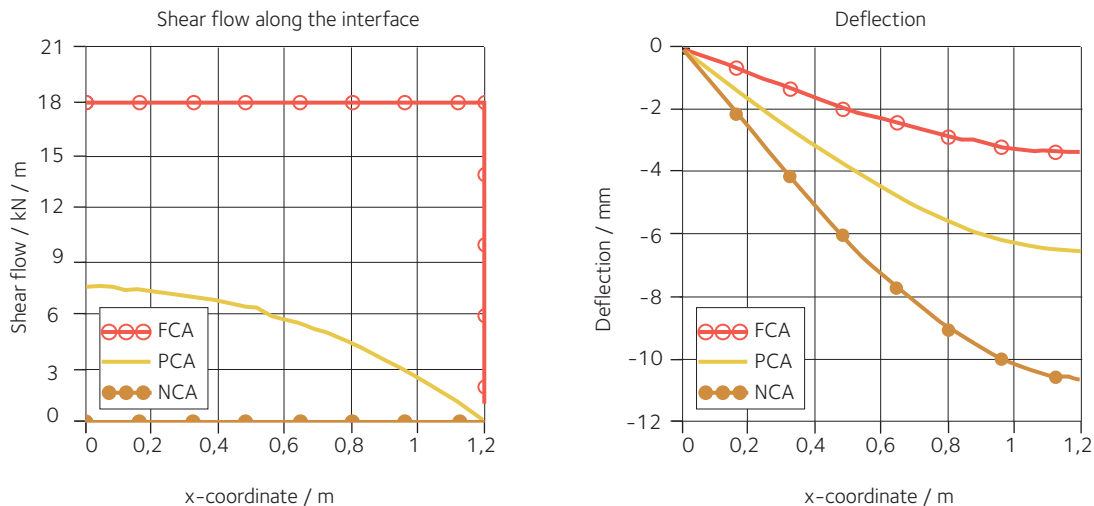 Shear flow along the interface
Shear flow / kN / m
21
18
15
12
9
6
3
0
FCA
PCA
NCA
0
0,2
0,4
0,6
0,8
1
1,2
x-coordinate / m
Deflection
Deflection / mm
0
-2
-4
-6
-8
-10
-12
FCA
PCA
NCA
0
0,2
0,4
0,6
0,8
1
1,2
x-coordinate / m